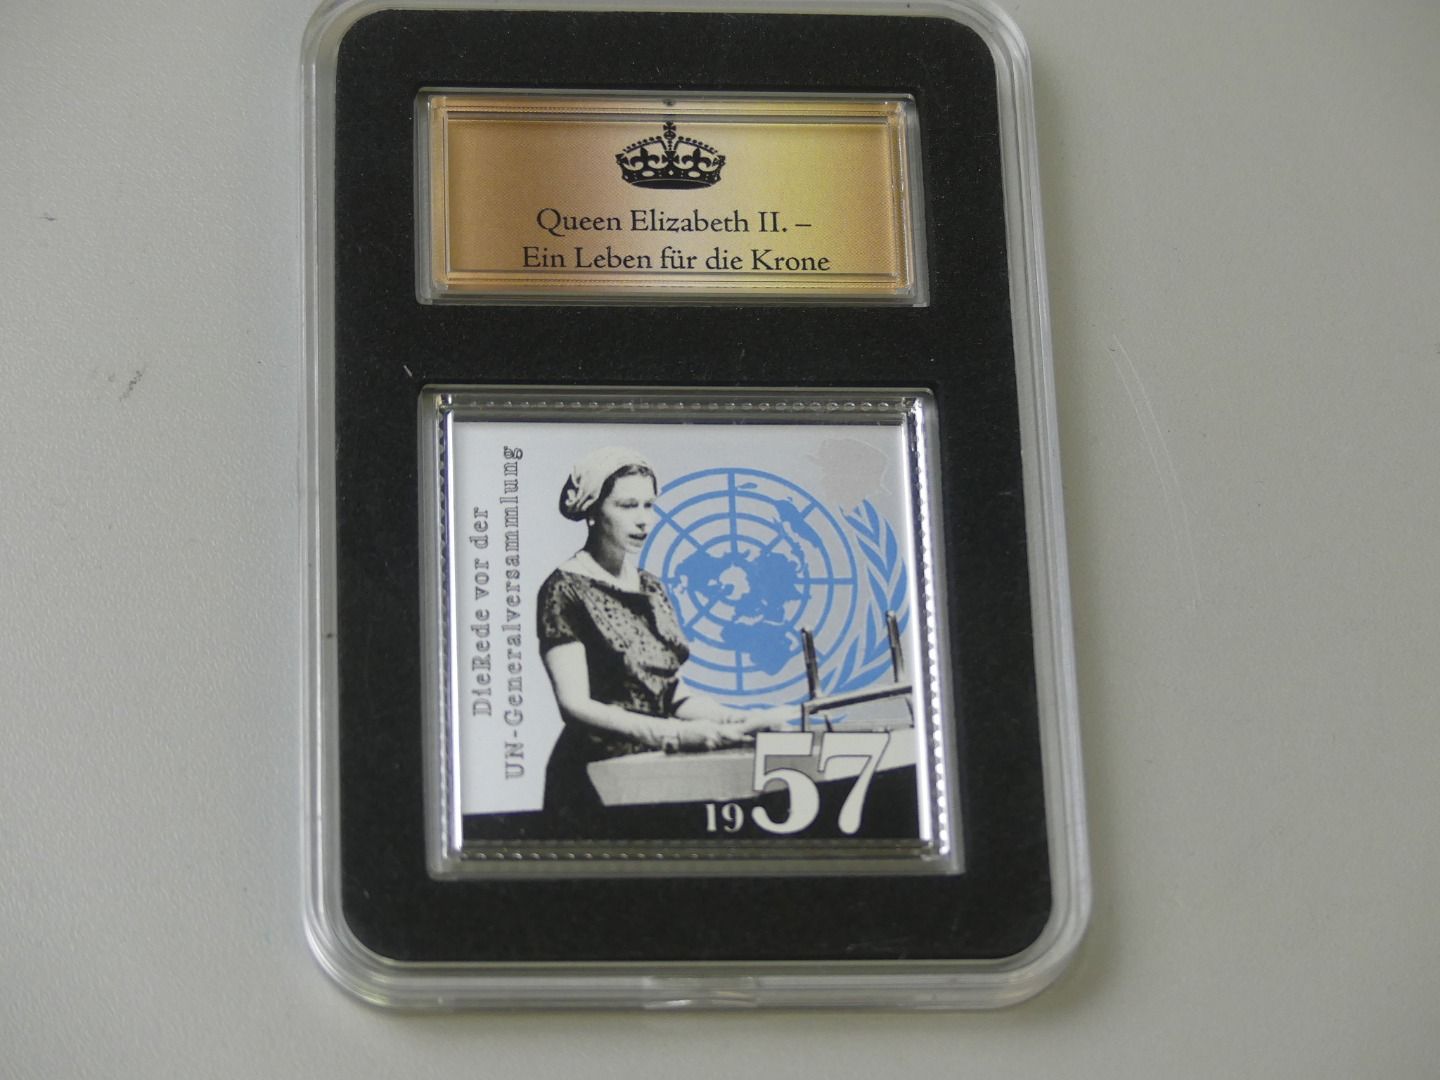 Queen Elizabeth II. –
Ein Leben für die Krone
DieRede vor der
UN-Generalversammlung
1957